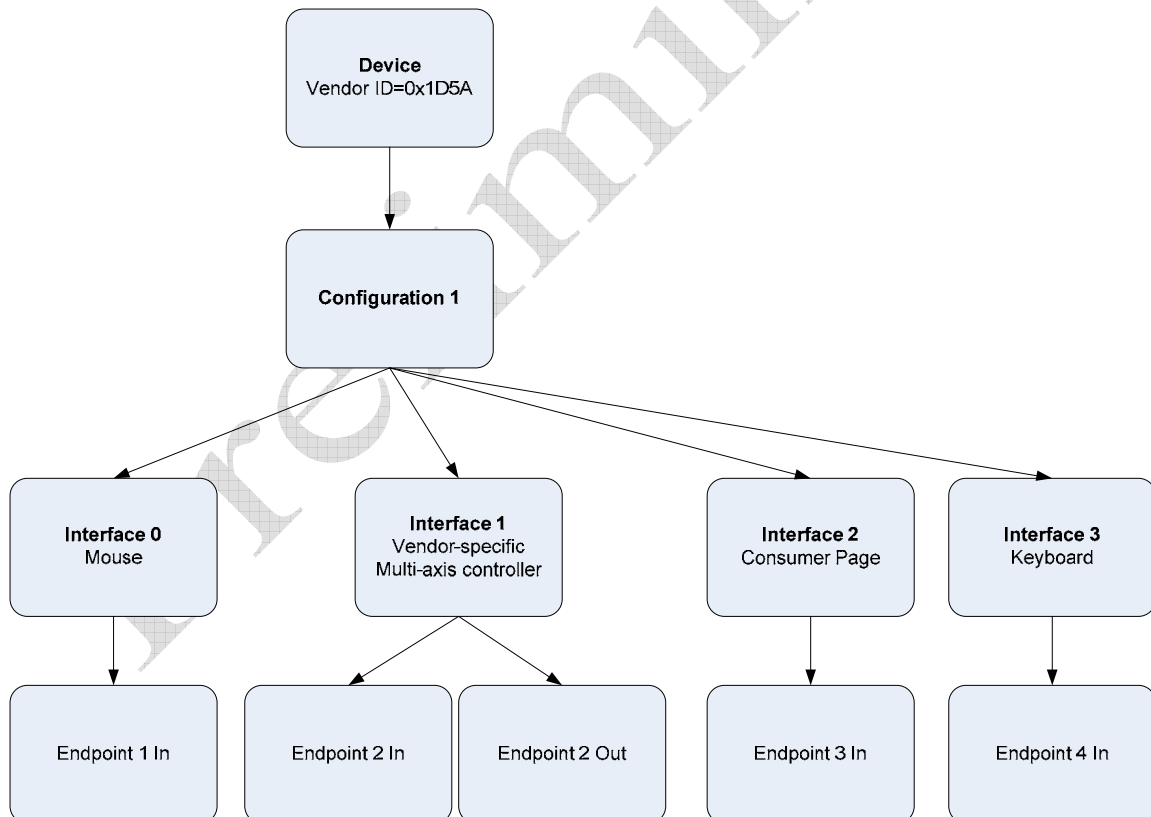 Device
Vendor ID=0x1D5A
Configuration 1
Interface 0
Mouse
Interface 1
Vendor-specific
Multi-axis controller
Interface 2
Consumer Page
Interface 3
Keyboard
Endpoint 1 In
Endpoint 2 In
Endpoint 2 Out
Endpoint 3 In
Endpoint 4 In